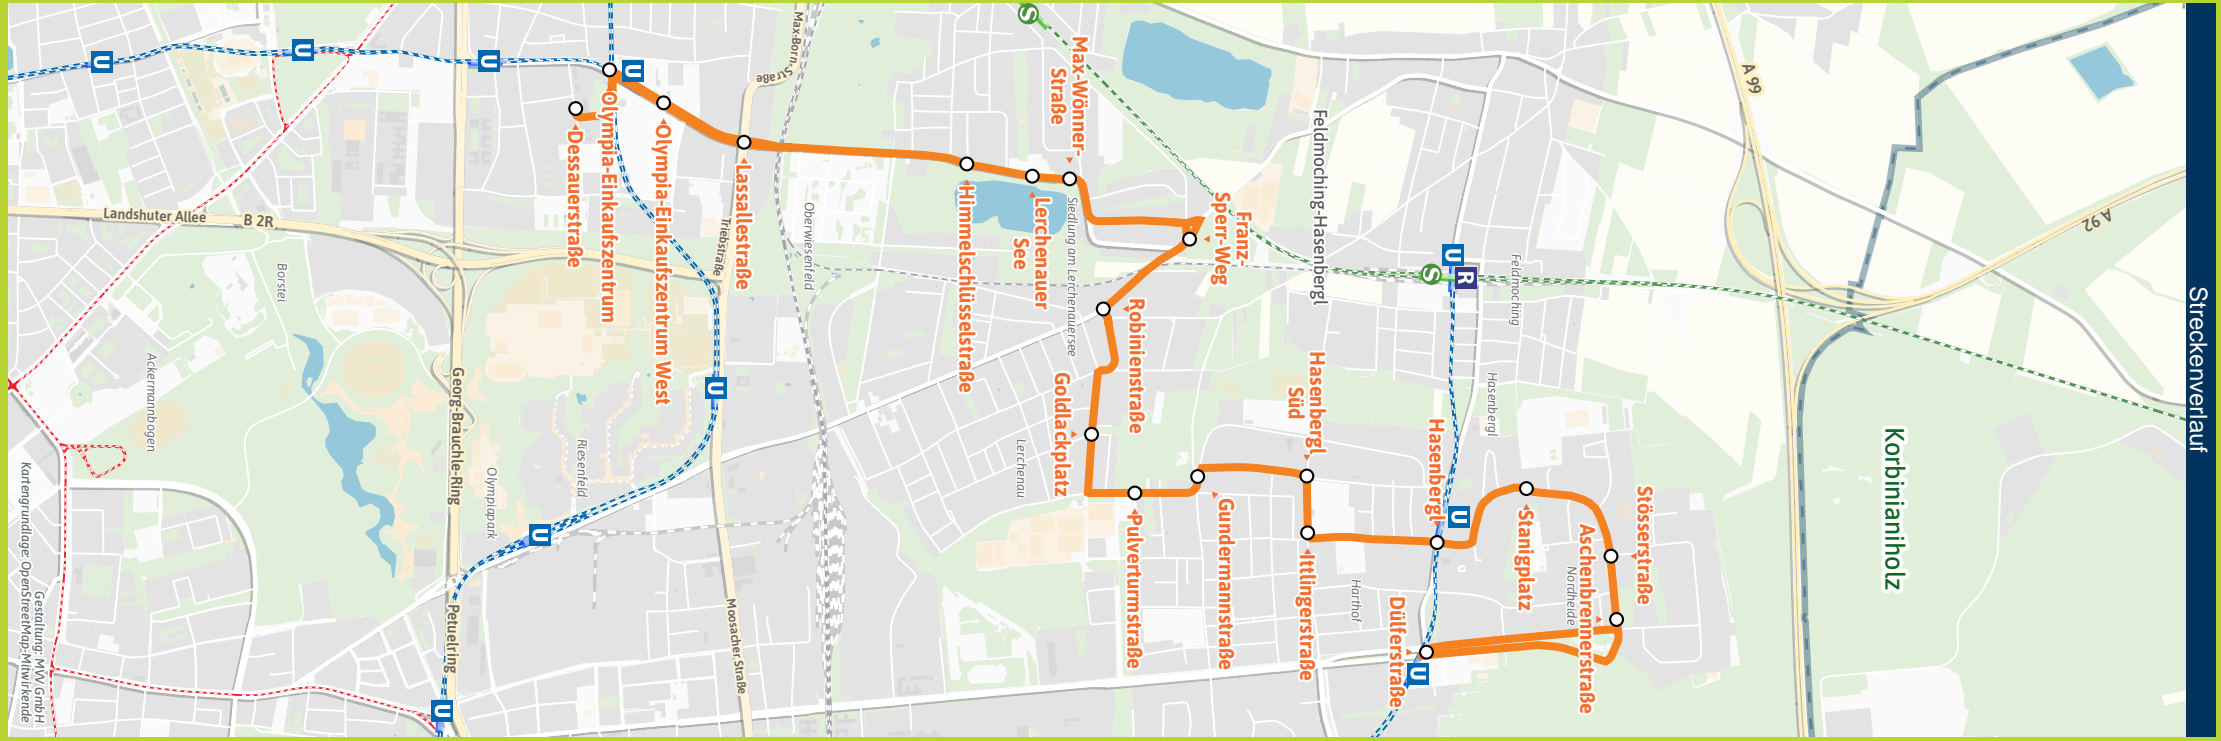 Streckenverlauf
Korbinianiholz
A 99
A 92
Feldmoching
Hasenbergl
Feldmoching-Hasenbergl
S
R
U
U
Hasenbergl
Stößerstraße
Aschenbrennerstraße
Nordheide
Stanigplatz
Harthof
Dülferstraße
U
Hasenbergl
Süd
Ittlingerstraße
Gundermannstraße
Pulverturmstraße
Franz-
Sperr-Weg
Robinienstraße
Goldlackplatz
Lerchenau
Max-Wönner-
Straße
S
Siedlung am Lerchenauersee
Lerchenauer
See
Himmelschlüsselstraße
Oberwiesenfeld
Max-Born-Straße
Lassallestraße
Triebstraße
Moosacher Straße
U
Olympia-Einkaufszentrum West
U
Olympia-Einkaufszentrum
Dessauerstraße
Riesenfeld
U
Olympiapark
U
Georg-Brauchle-Ring
Petuelring
U
U
U
Landshuter Allee
B 2R
Borstei
Ackermannbogen
Gestaltung: MVV GmbH
Kartengrundlage: OpenStreetMap-Mitwirkende